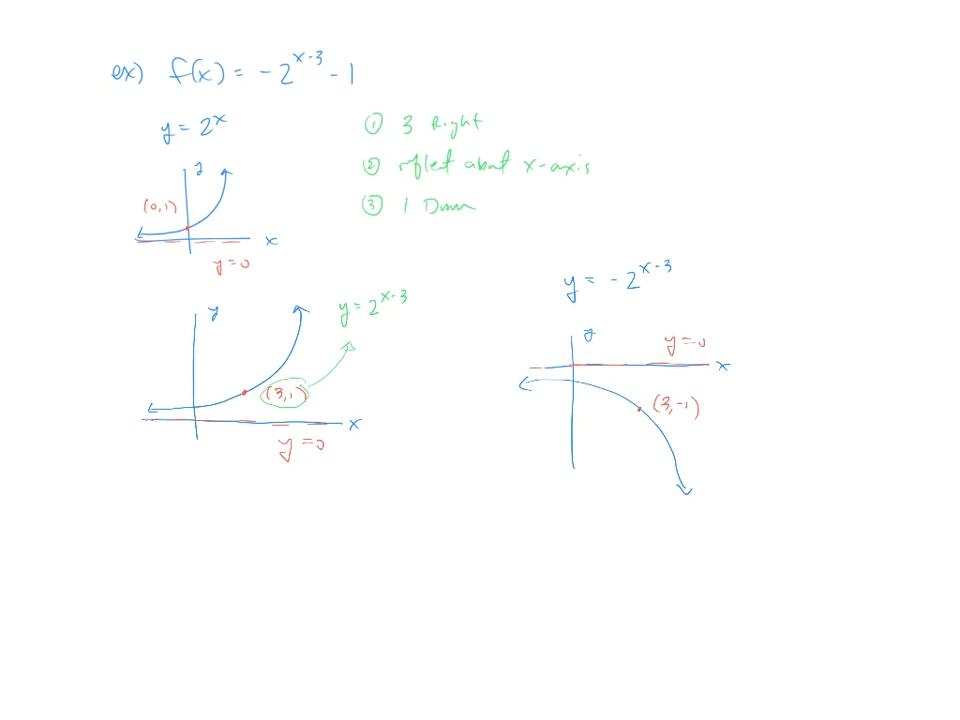 ex) f(x) = -2^{x-3} - 1
y = 2^x
① 3 Right
② reflect about x-axis
③ 1 Down
y
(0,1)
x
y=0
y = 2^{x-3}
y
(3,1)
x
y=0
y = -2^{x-3}
y
y=0
x
(3,-1)